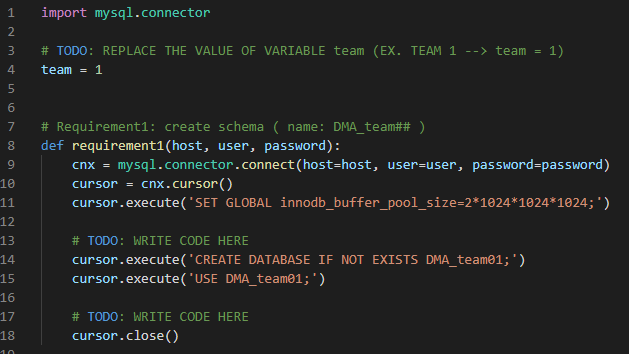 1 import mysql.connector
2
3 # TODO: REPLACE THE VALUE OF VARIABLE team (EX. TEAM 1 --> team = 1)
4 team = 1
5
6
7 # Requirement1: create schema ( name: DMA_team## )
8 def requirement1(host, user, password):
9     cnx = mysql.connector.connect(host=host, user=user, password=password)
10     cursor = cnx.cursor()
11     cursor.execute('SET GLOBAL innodb_buffer_pool_size=2*1024*1024*1024;')
12
13     # TODO: WRITE CODE HERE
14     cursor.execute('CREATE DATABASE IF NOT EXISTS DMA_team01;')
15     cursor.execute('USE DMA_team01;')
16
17     # TODO: WRITE CODE HERE
18     cursor.close()